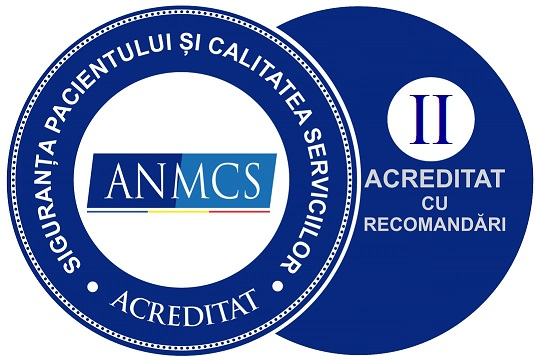 SIGURANȚA PACIENTULUI ȘI CALITATEA SERVICIILOR
ANMCS
• ACREDITAT •
II
ACREDITAT
CU
RECOMANDĂRI